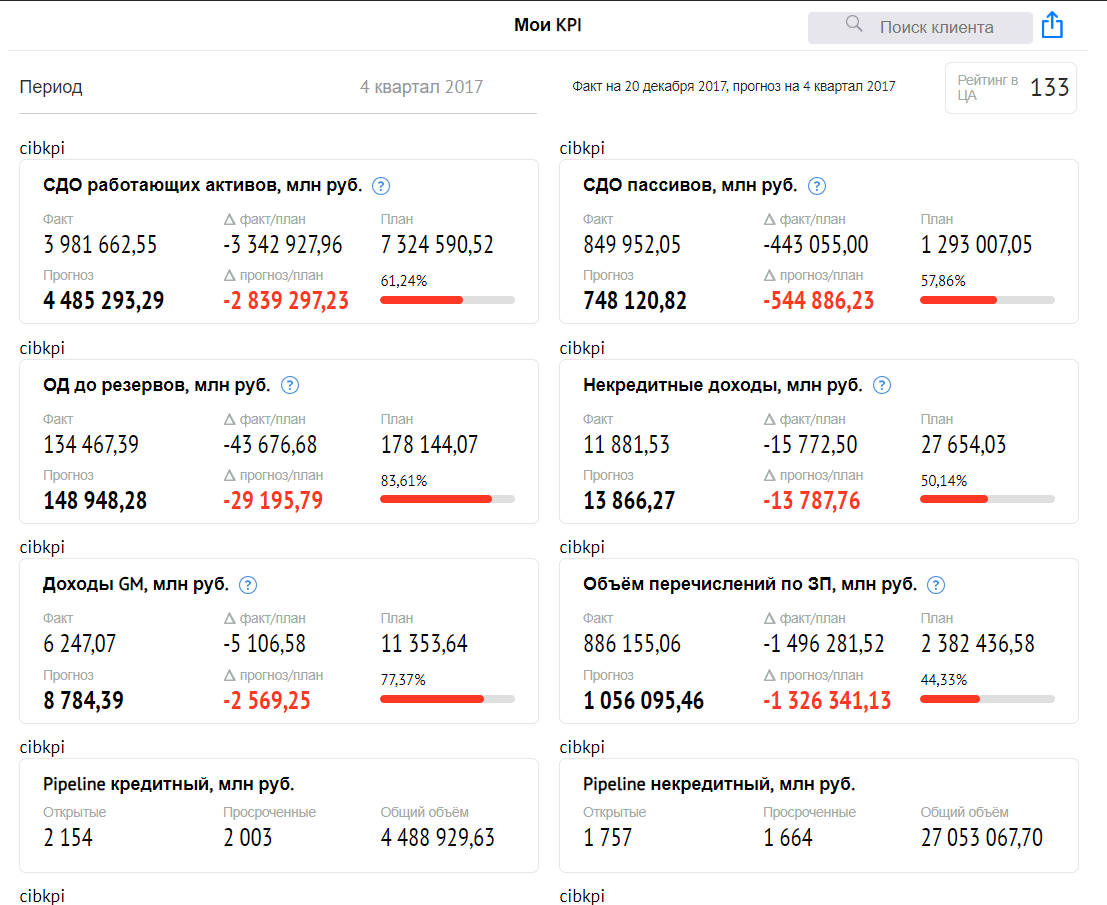 Мои KPI
Поиск клиента
Период
4 квартал 2017
Факт на 20 декабря 2017, прогноз на 4 квартал 2017
Рейтинг в
ЦА
133
cibkpi
СДО работающих активов, млн руб. ?
Факт Δ факт/план План
3 981 662,55 -3 342 927,96 7 324 590,52
Прогноз Δ прогноз/план 61,24%
4 485 293,29 -2 839 297,23
cibkpi
СДО пассивов, млн руб. ?
Факт Δ факт/план План
849 952,05 -443 055,00 1 293 007,05
Прогноз Δ прогноз/план 57,86%
748 120,82 -544 886,23
cibkpi
ОД до резервов, млн руб. ?
Факт Δ факт/план План
134 467,39 -43 676,68 178 144,07
Прогноз Δ прогноз/план 83,61%
148 948,28 -29 195,79
cibkpi
Некредитные доходы, млн руб. ?
Факт Δ факт/план План
11 881,53 -15 772,50 27 654,03
Прогноз Δ прогноз/план 50,14%
13 866,27 -13 787,76
cibkpi
Доходы GM, млн руб. ?
Факт Δ факт/план План
6 247,07 -5 106,58 11 353,64
Прогноз Δ прогноз/план 77,37%
8 784,39 -2 569,25
cibkpi
Объём перечислений по ЗП, млн руб. ?
Факт Δ факт/план План
886 155,06 -1 496 281,52 2 382 436,58
Прогноз Δ прогноз/план 44,33%
1 056 095,46 -1 326 341,13
cibkpi
Pipeline кредитный, млн руб.
Открытые Просроченные Общий объём
2 154 2 003 4 488 929,63
cibkpi
Pipeline некредитный, млн руб.
Открытые Просроченные Общий объём
1 757 1 664 27 053 067,70
cibkpi
cibkpi